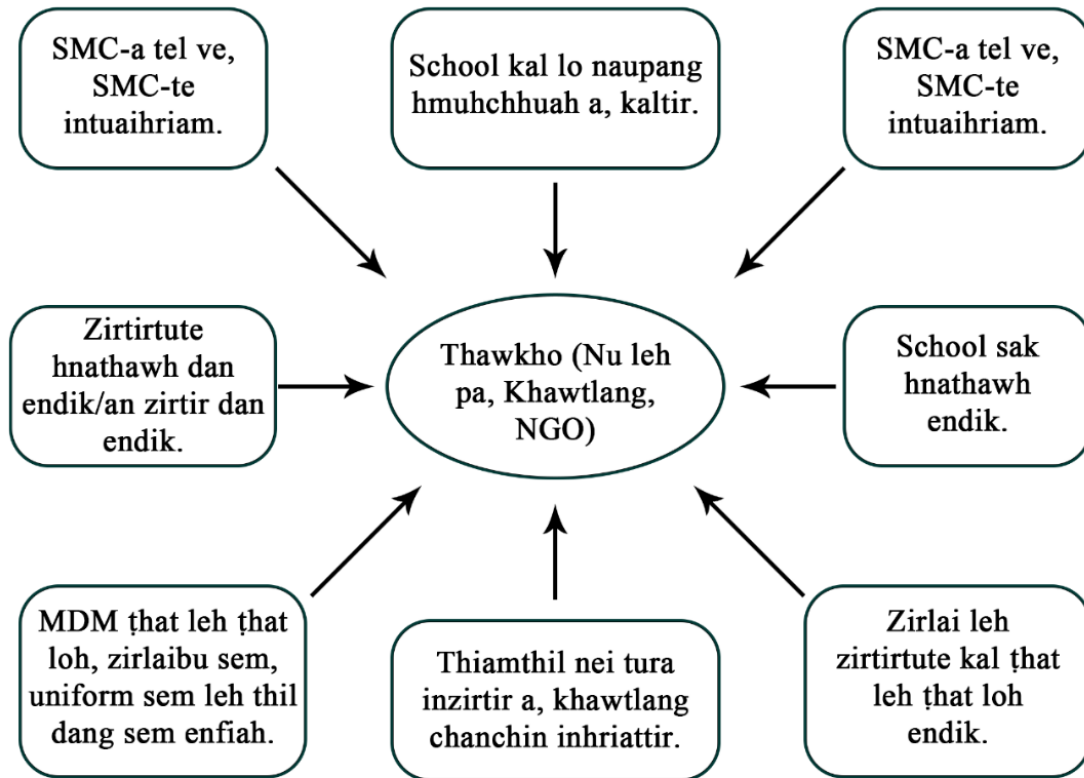 SMC-a tel ve,
SMC-te
intuaihriam.
School kal lo naupang
hmuhchhuah a, kaltir.
SMC-a tel ve,
SMC-te
intuaihriam.
Zirtirtute
hnathawh dan
endik/an zirtir dan
endik.
Thawkho (Nu leh
pa, Khawtlang,
NGO)
School sak
hnathawh
endik.
MDM ṭhat leh ṭhat
loh, zirlaibu sem,
uniform sem leh thil
dang sem enfiah.
Thiamthil nei tura
inzirtir a, khawtlang
chanchin inhriattir.
Zirlai leh
zirtirtute kal ṭhat
leh ṭhat loh
endik.